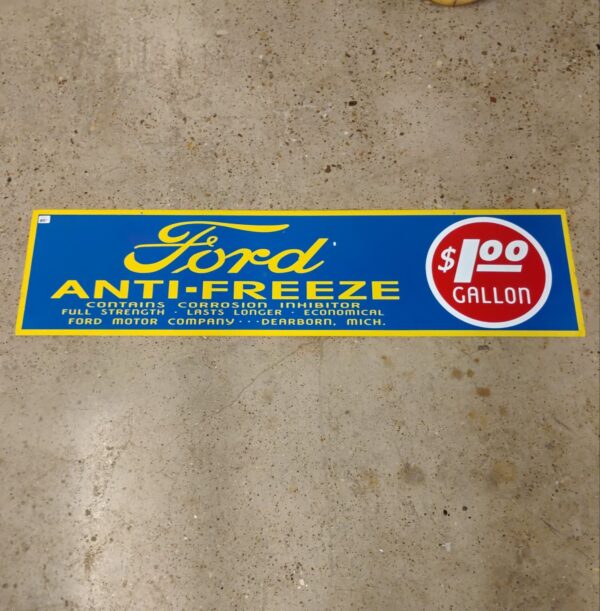 Ford
ANTI-FREEZE
CONTAINS CORROSION INHIBITOR
FULL STRENGTH · LASTS LONGER · ECONOMICAL
FORD MOTOR COMPANY···DEARBORN, MICH.
$1.00
GALLON